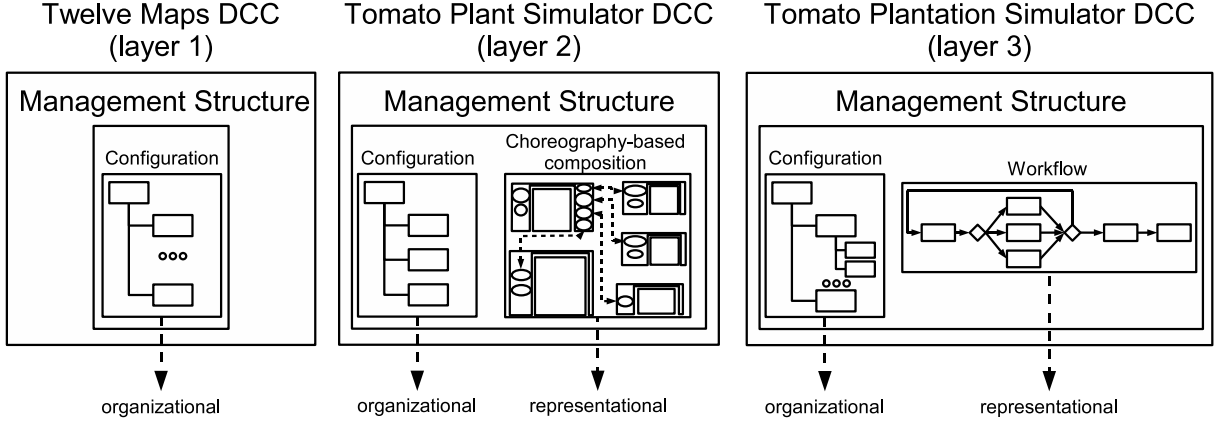 Twelve Maps DCC
(layer 1)
Management Structure
Configuration
organizational
Tomato Plant Simulator DCC
(layer 2)
Management Structure
Configuration
Choreography-based
composition
organizational
representational
Tomato Plantation Simulator DCC
(layer 3)
Management Structure
Configuration
Workflow
organizational
representational